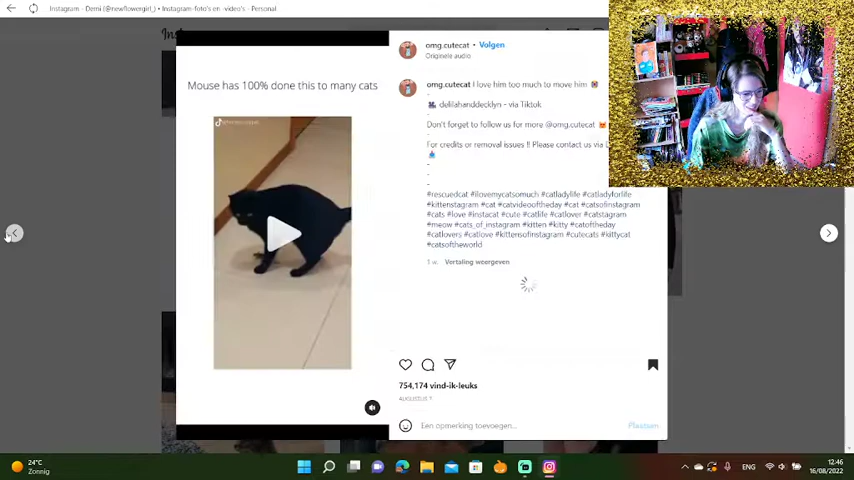 Instagram - Demi (@newflowergirl_) • Instagram-foto's en -video's - Personal
omg.cutecat • Volgen
Originele audio
Mouse has 100% done this to many cats
omg.cutecat I love him too much to move him
-
delilahanddecklyn - via Tiktok
-
Don't forget to follow us for more @omg.cutecat
-
For credits or removal issues !! Please contact us via
-
-
-
#rescuedcat #ilovemycatsomuch #catladylife #catladyforlife
#kittenstagram #cat #catvideooftheday #cat #catsofinstagram
#cats #love #instacat #cute #catlife #catlover #catstagram
#meow #cats_of_instagram #kitten #kitty #catoftheday
#catlovers #catlove #kittensofinstagram #cutecats #kittycat
#catsoftheworld
1 w. Vertaling weergeven
754,174 vind-ik-leuks
Een opmerking toevoegen...
Plaatsen
24°C
Zonnig
ENG
12:46
16/08/2022